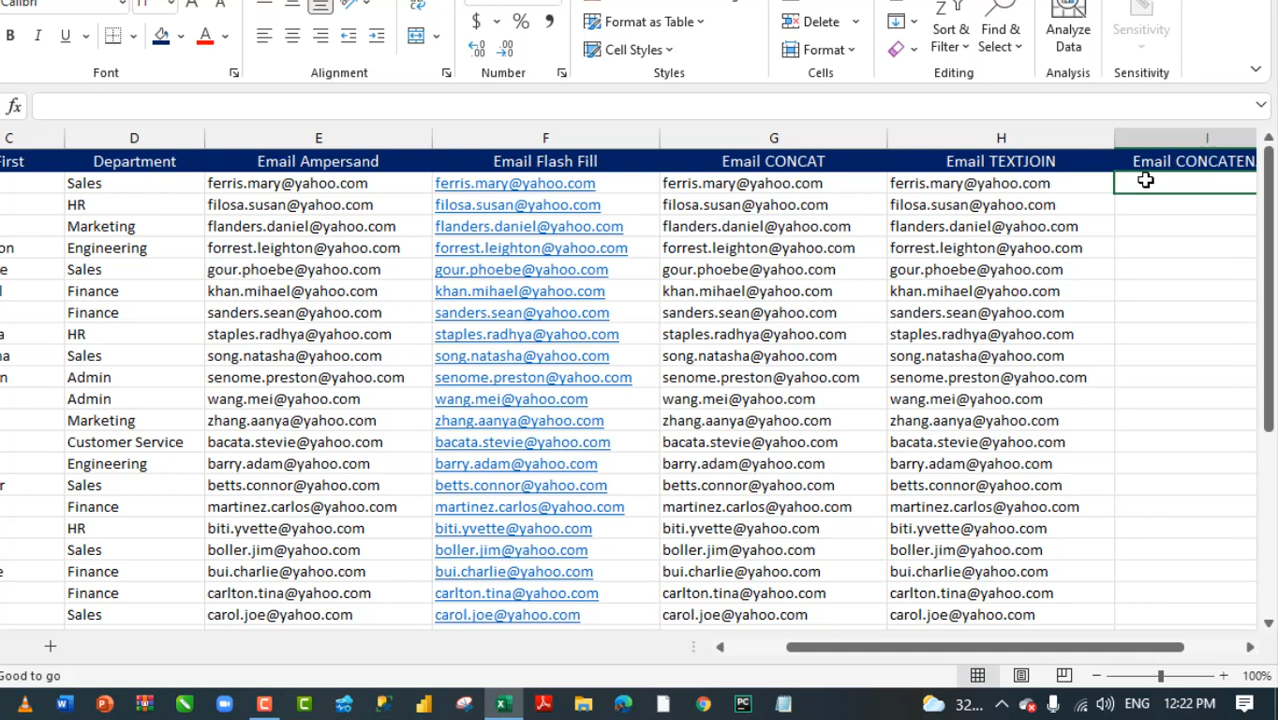 Calibri
11
Format as Table
Cell Styles
Delete
Format
Sort &
Filter
Find &
Select
Analyze
Data
Sensitivity
Font
Alignment
Number
Styles
Cells
Editing
Analysis
Sensitivity
B I U A $ % 9
fx
C D E F G H I
First Department Email Ampersand Email Flash Fill Email CONCAT Email TEXTJOIN Email CONCATEN
Sales ferris.mary@yahoo.com ferris.mary@yahoo.com ferris.mary@yahoo.com ferris.mary@yahoo.com
HR filosa.susan@yahoo.com filosa.susan@yahoo.com filosa.susan@yahoo.com filosa.susan@yahoo.com
Marketing flanders.daniel@yahoo.com flanders.daniel@yahoo.com flanders.daniel@yahoo.com flanders.daniel@yahoo.com
on Engineering forrest.leighton@yahoo.com forrest.leighton@yahoo.com forrest.leighton@yahoo.com forrest.leighton@yahoo.com
e Sales gour.phoebe@yahoo.com gour.phoebe@yahoo.com gour.phoebe@yahoo.com gour.phoebe@yahoo.com
l Finance khan.mihael@yahoo.com khan.mihael@yahoo.com khan.mihael@yahoo.com khan.mihael@yahoo.com
Finance sanders.sean@yahoo.com sanders.sean@yahoo.com sanders.sean@yahoo.com sanders.sean@yahoo.com
a HR staples.radhya@yahoo.com staples.radhya@yahoo.com staples.radhya@yahoo.com staples.radhya@yahoo.com
na Sales song.natasha@yahoo.com song.natasha@yahoo.com song.natasha@yahoo.com song.natasha@yahoo.com
n Admin senome.preston@yahoo.com senome.preston@yahoo.com senome.preston@yahoo.com senome.preston@yahoo.com
Admin wang.mei@yahoo.com wang.mei@yahoo.com wang.mei@yahoo.com wang.mei@yahoo.com
Marketing zhang.aanya@yahoo.com zhang.aanya@yahoo.com zhang.aanya@yahoo.com zhang.aanya@yahoo.com
Customer Service bacata.stevie@yahoo.com bacata.stevie@yahoo.com bacata.stevie@yahoo.com bacata.stevie@yahoo.com
Engineering barry.adam@yahoo.com barry.adam@yahoo.com barry.adam@yahoo.com barry.adam@yahoo.com
r Sales betts.connor@yahoo.com betts.connor@yahoo.com betts.connor@yahoo.com betts.connor@yahoo.com
Finance martinez.carlos@yahoo.com martinez.carlos@yahoo.com martinez.carlos@yahoo.com martinez.carlos@yahoo.com
HR biti.yvette@yahoo.com biti.yvette@yahoo.com biti.yvette@yahoo.com biti.yvette@yahoo.com
Sales boller.jim@yahoo.com boller.jim@yahoo.com boller.jim@yahoo.com boller.jim@yahoo.com
e Finance bui.charlie@yahoo.com bui.charlie@yahoo.com bui.charlie@yahoo.com bui.charlie@yahoo.com
Finance carlton.tina@yahoo.com carlton.tina@yahoo.com carlton.tina@yahoo.com carlton.tina@yahoo.com
Sales carol.joe@yahoo.com carol.joe@yahoo.com carol.joe@yahoo.com carol.joe@yahoo.com
Good to go 100%
32... ENG 12:22 PM